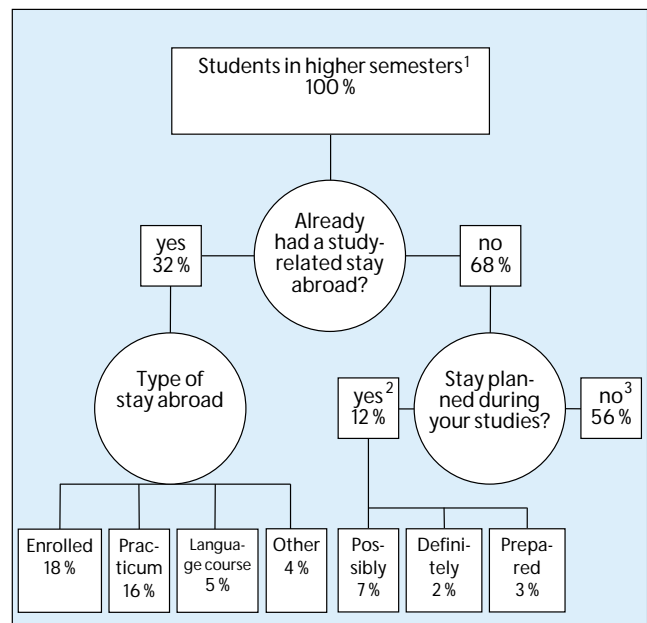 Students in higher semesters¹
100 %
Already
had a study-
related stay
abroad?
yes
32 %
no
68 %
Type of
stay abroad
Stay plan-
ned during
your studies?
yes²
12 %
no³
56 %
Enrolled
18 %
Prac-
ticum
16 %
Langua-
ge course
5 %
Other
4 %
Pos-
sibly
7 %
Defini-
tely
2 %
Prepa-
red
3 %